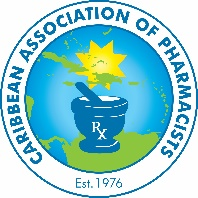 CARIBBEAN ASSOCIATION OF PHARMACISTS
Rx
Est. 1976